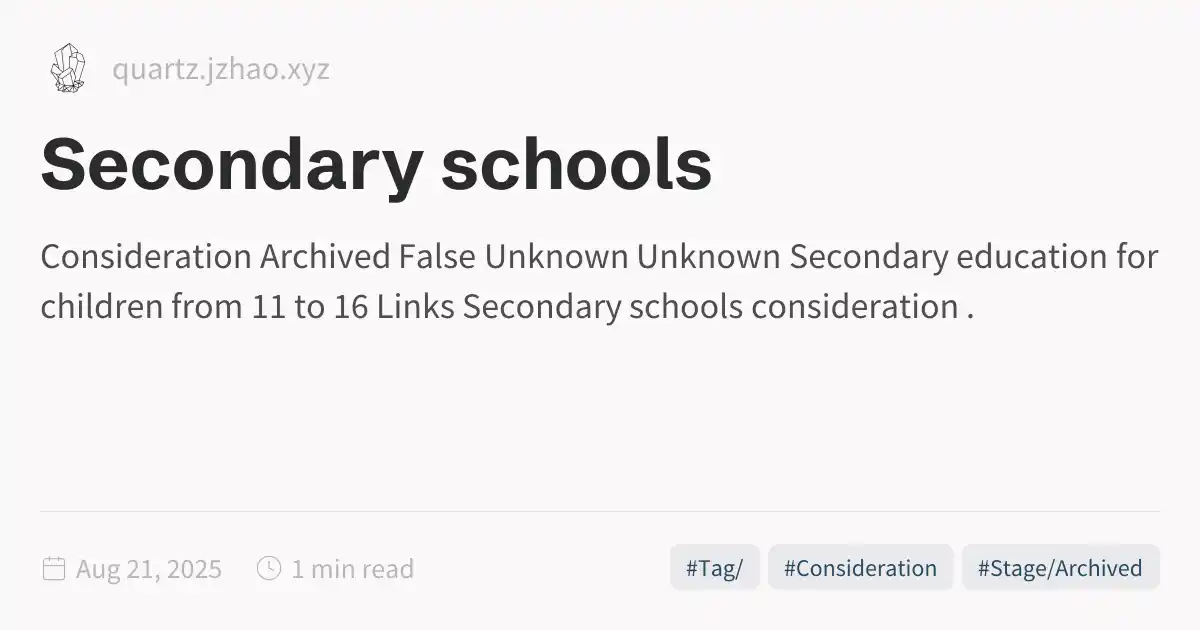 quartz.jzhao.xyz
Secondary schools
Consideration Archived False Unknown Unknown Secondary education for
children from 11 to 16 Links Secondary schools consideration .
Aug 21, 2025 1 min read #Tag/ #Consideration #Stage/Archived